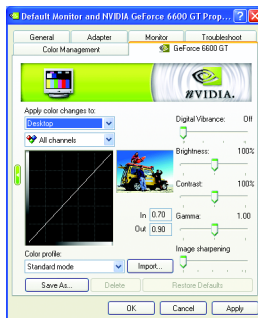 Default Monitor and NVIDIA GeForce 6600 GT Prop...
General Adapter Monitor Troubleshoot
Color Management GeForce 6600 GT
NVIDIA.
Apply color changes to:
Desktop
All channels
Digital Vibrance: Off
Brightness: 100%
Contrast: 100%
In 0.70
Out 0.90
Gamma: 1.00
Image sharpening
Color profile:
Standard mode Import...
Save As... Delete Restore Defaults
OK Cancel Apply